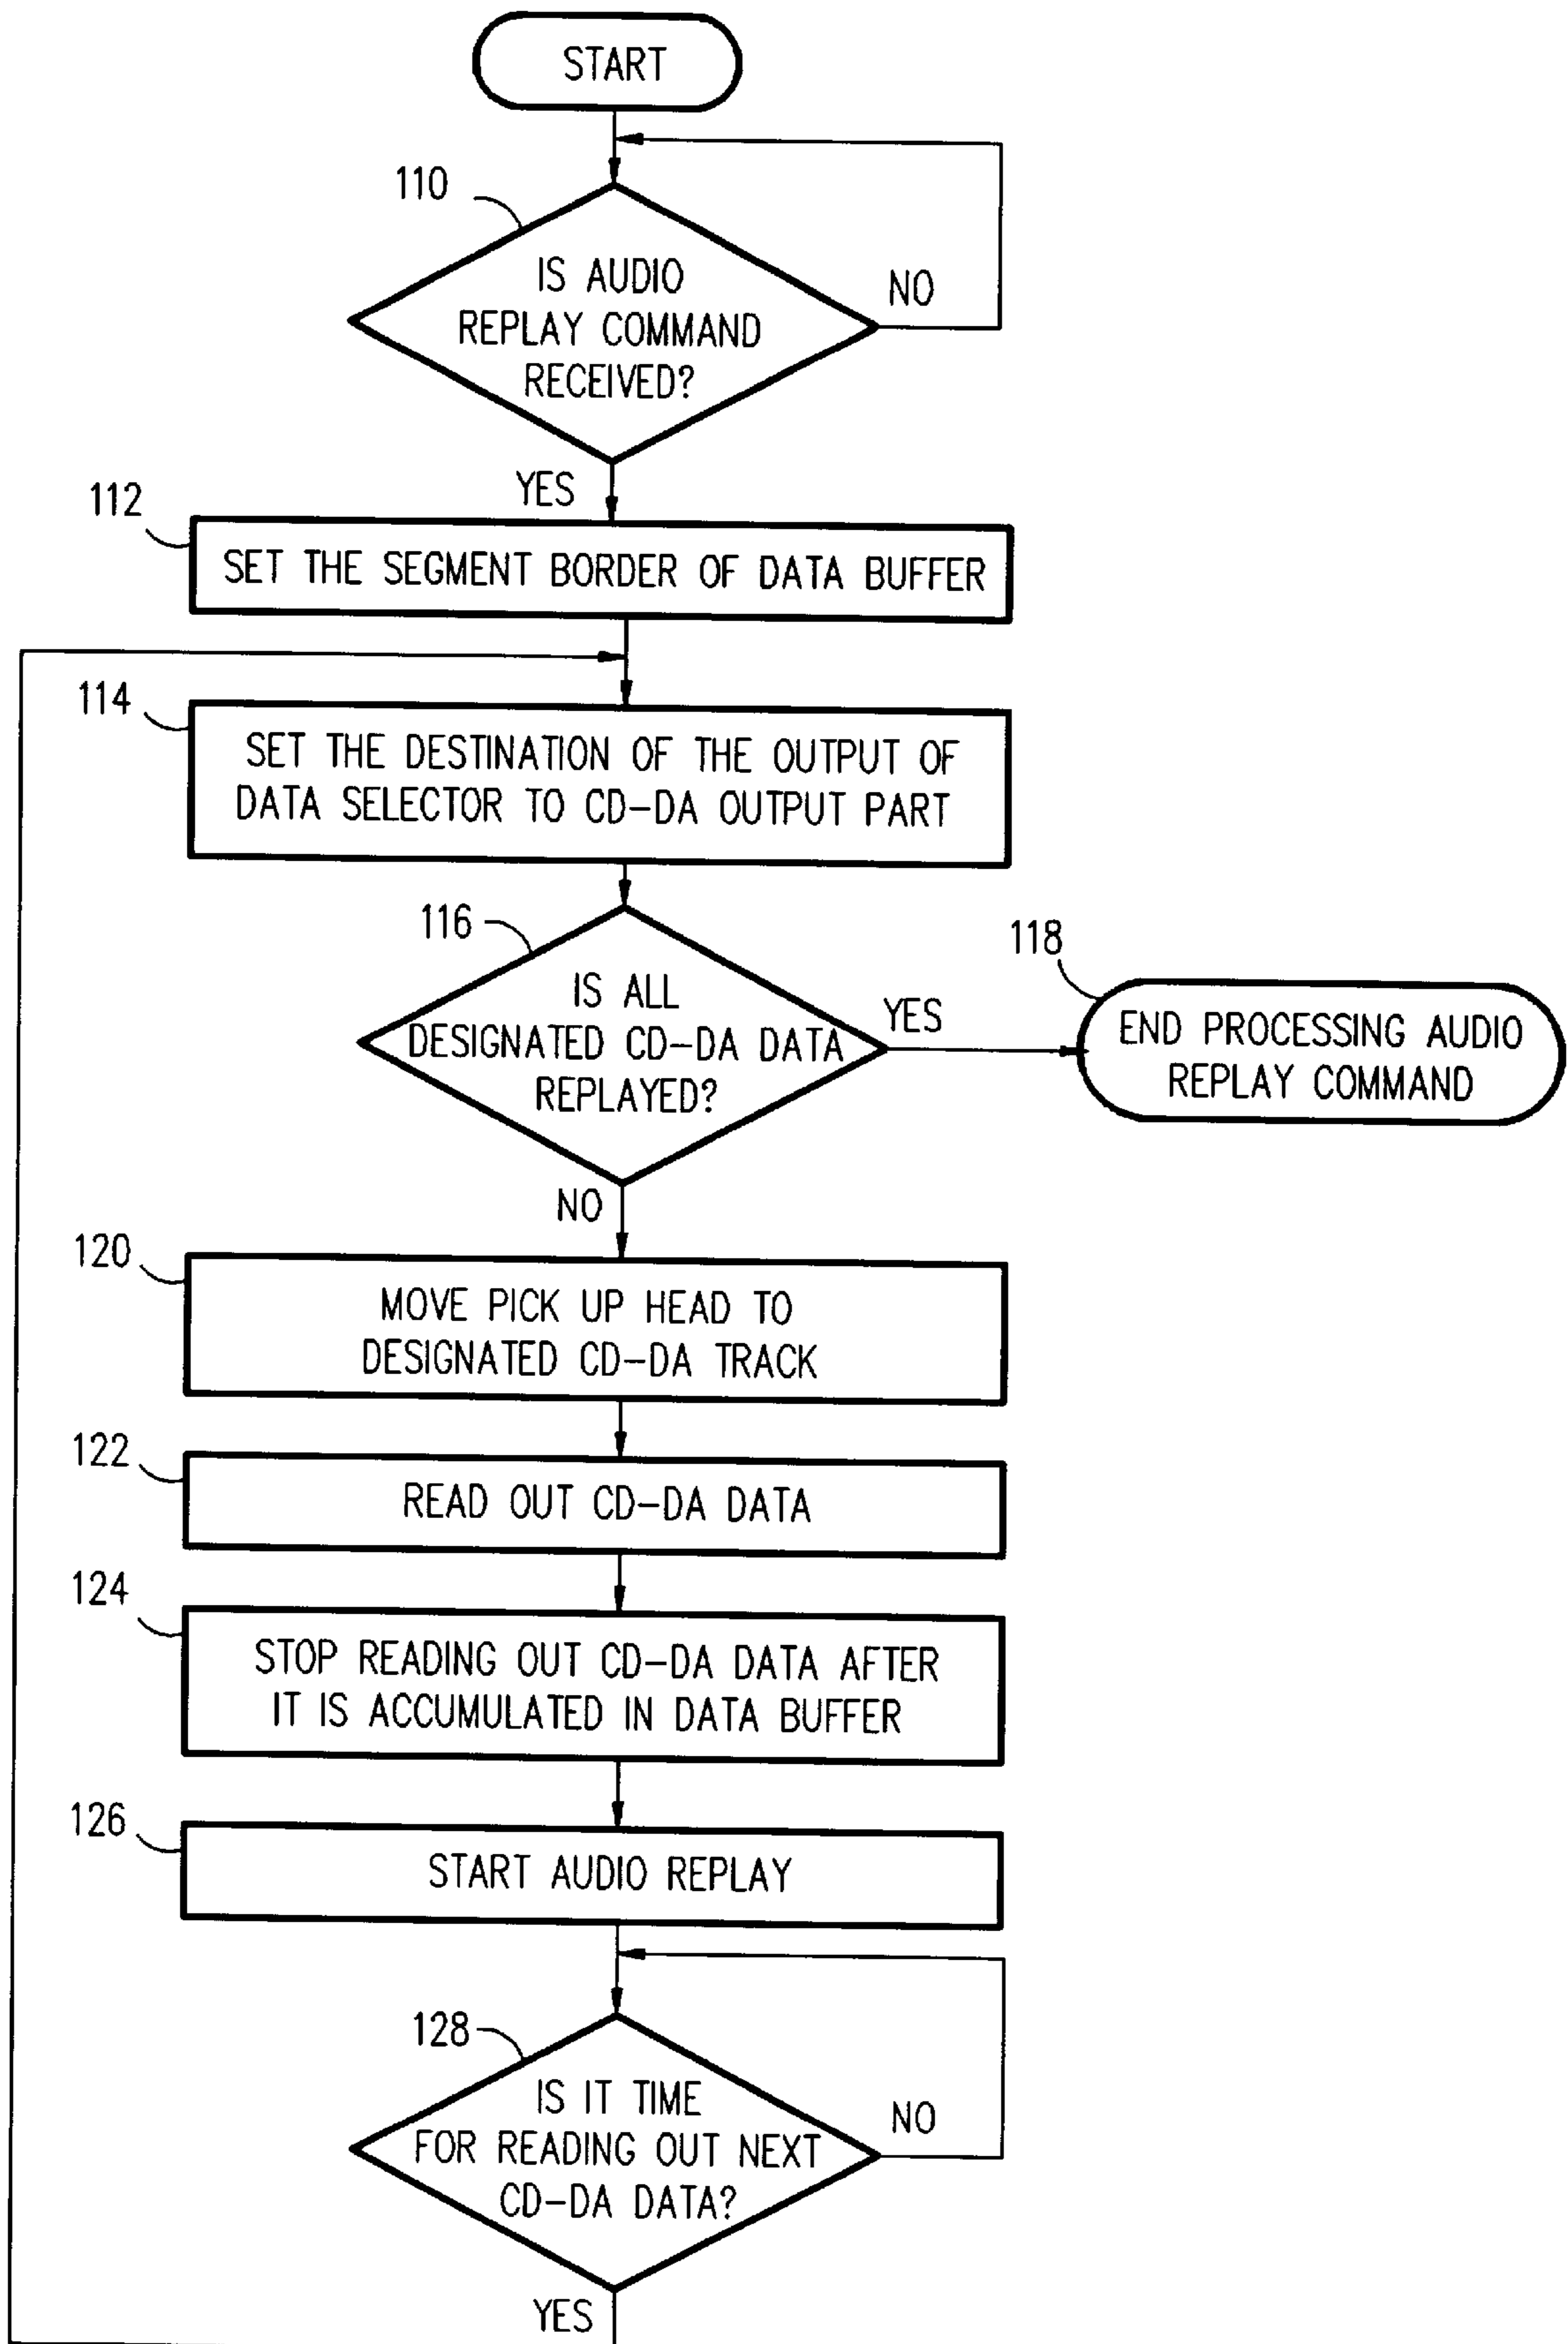 START
110
IS AUDIO
REPLAY COMMAND
RECEIVED?
NO
YES
112
SET THE SEGMENT BORDER OF DATA BUFFER
114
SET THE DESTINATION OF THE OUTPUT OF
DATA SELECTOR TO CD-DA OUTPUT PART
116
IS ALL
DESIGNATED CD-DA DATA
REPLAYED?
YES
118
END PROCESSING AUDIO
REPLAY COMMAND
NO
120
MOVE PICK UP HEAD TO
DESIGNATED CD-DA TRACK
122
READ OUT CD-DA DATA
124
STOP READING OUT CD-DA DATA AFTER
IT IS ACCUMULATED IN DATA BUFFER
126
START AUDIO REPLAY
128
IS IT TIME
FOR READING OUT NEXT
CD-DA DATA?
NO
YES